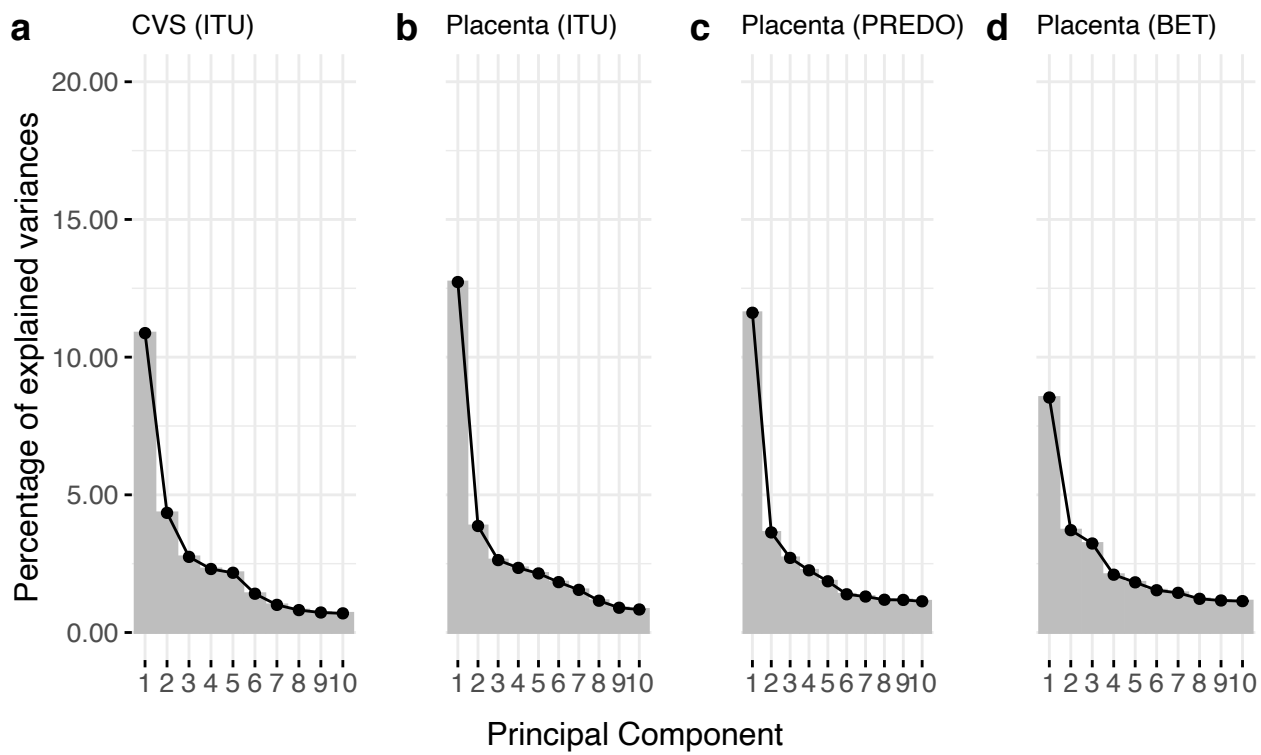 a CVS (ITU) b Placenta (ITU) c Placenta (PREDO) d Placenta (BET)
Percentage of explained variances
20.00
15.00
10.00
5.00
0.00
1 2 3 4 5 6 7 8 9 10 1 2 3 4 5 6 7 8 9 10 1 2 3 4 5 6 7 8 9 10 1 2 3 4 5 6 7 8 9 10
Principal Component